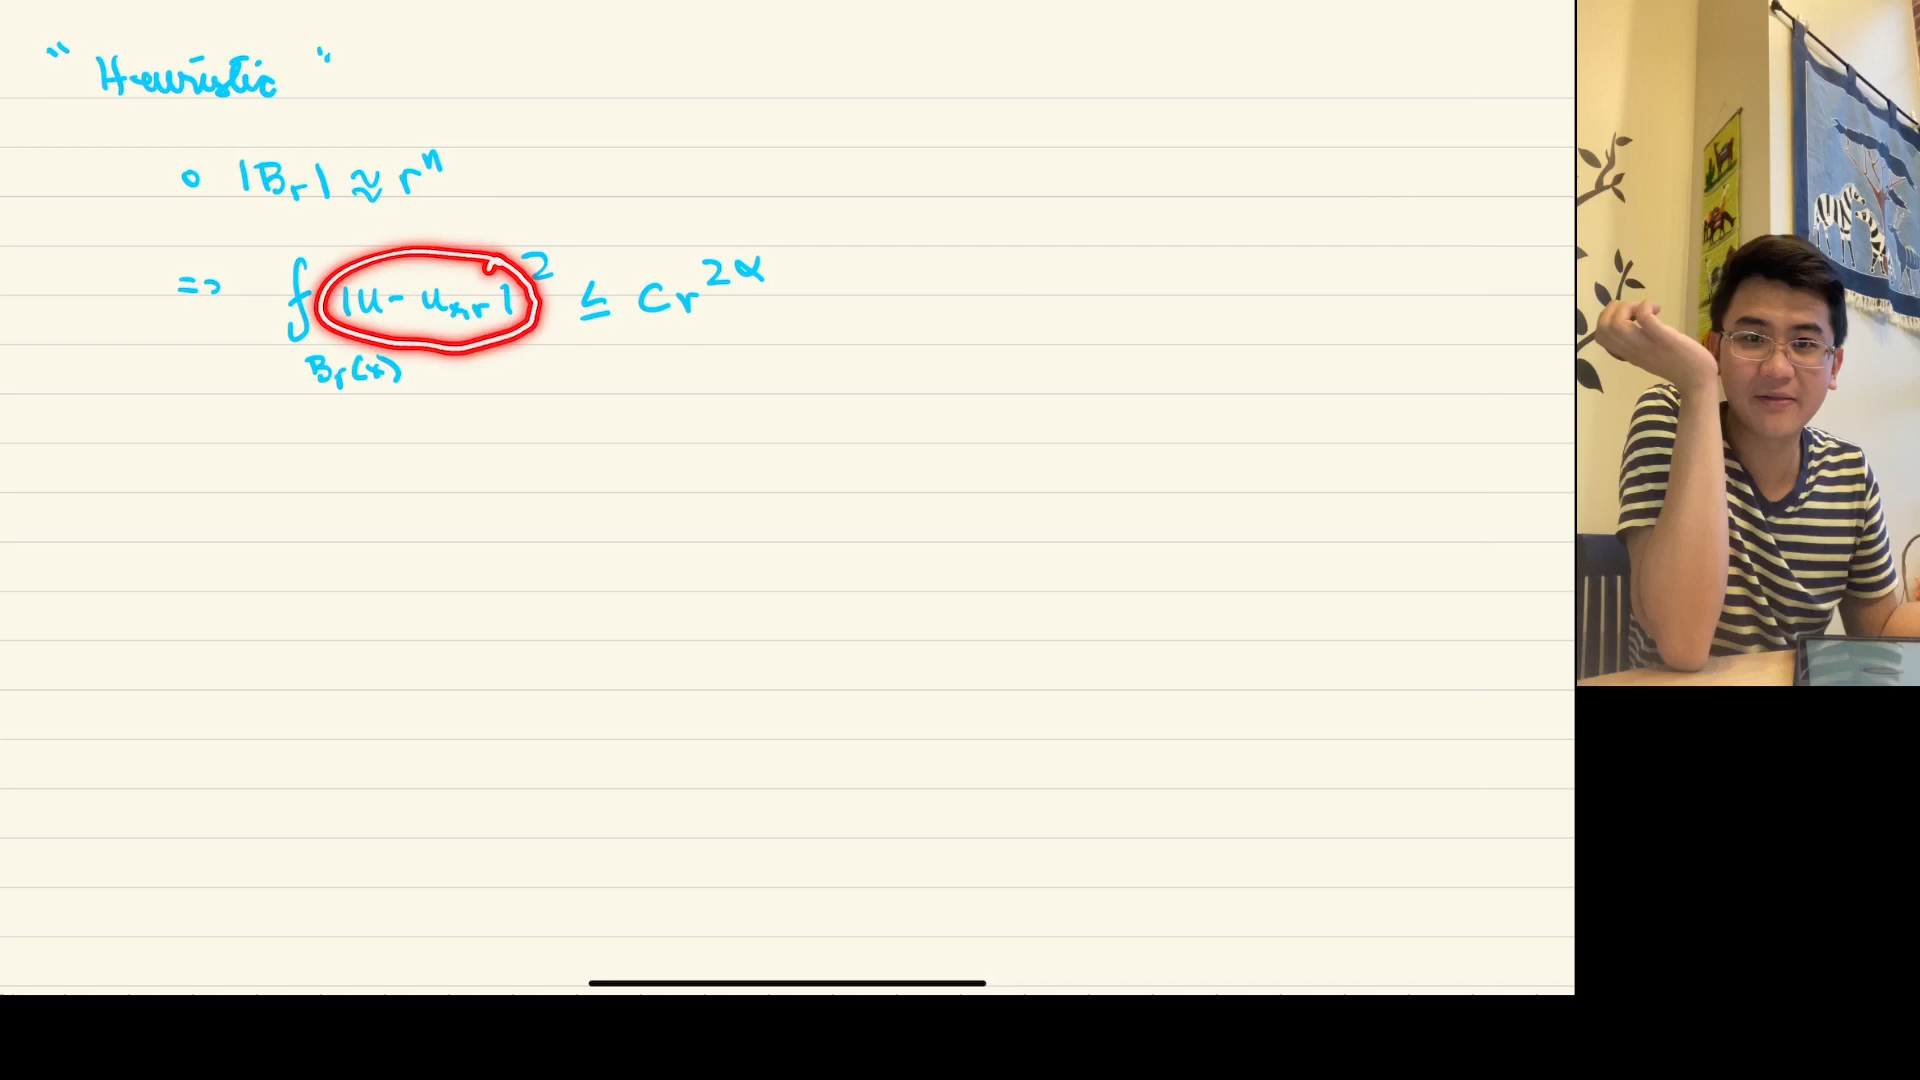 "Heuristic"
∘ |B_r| ≈ r^n
=> ⨍_{B_r(x)} |u - u_{x,r}|^2 ≤ C r^{2α}